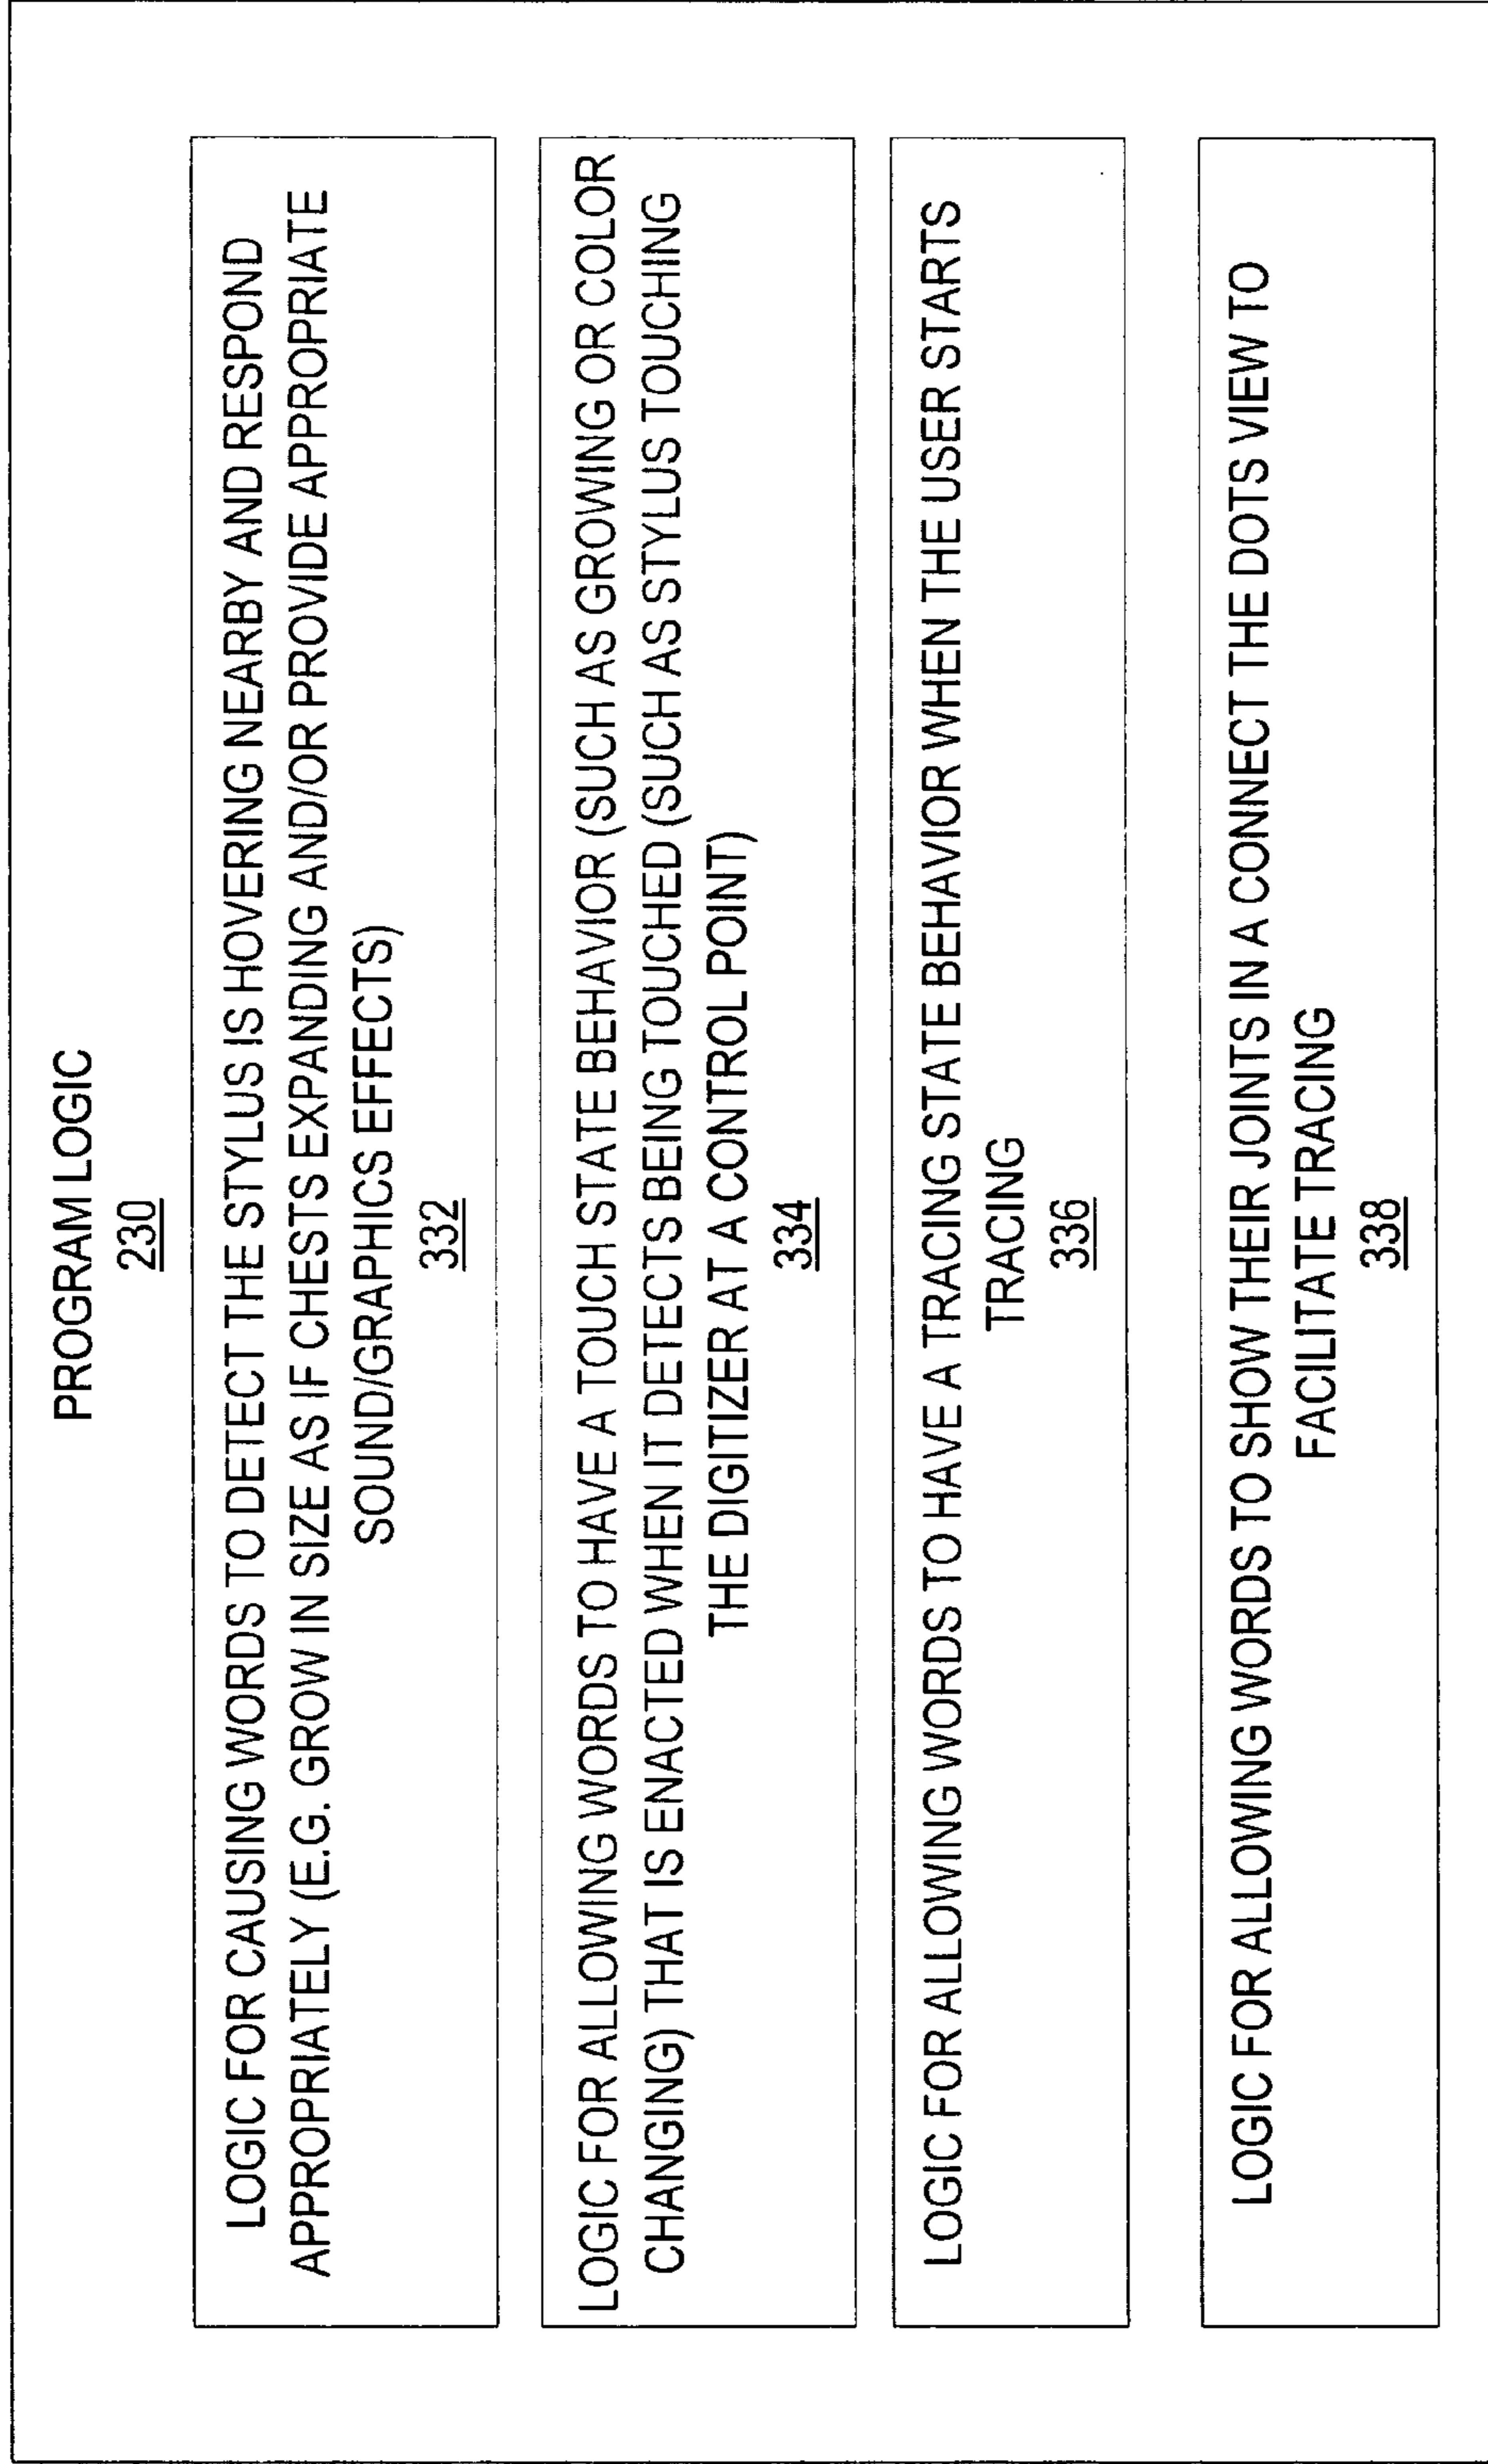 PROGRAM LOGIC
230
LOGIC FOR CAUSING WORDS TO DETECT THE STYLUS IS HOVERING NEARBY AND RESPOND
APPROPRIATELY (E.G. GROW IN SIZE AS IF CHESTS EXPANDING AND/OR PROVIDE APPROPRIATE
SOUND/GRAPHICS EFFECTS)
332
LOGIC FOR ALLOWING WORDS TO HAVE A TOUCH STATE BEHAVIOR (SUCH AS GROWING OR COLOR
CHANGING) THAT IS ENACTED WHEN IT DETECTS BEING TOUCHED (SUCH AS STYLUS TOUCHING
THE DIGITIZER AT A CONTROL POINT)
334
LOGIC FOR ALLOWING WORDS TO HAVE A TRACING STATE BEHAVIOR WHEN THE USER STARTS
TRACING
336
LOGIC FOR ALLOWING WORDS TO SHOW THEIR JOINTS IN A CONNECT THE DOTS VIEW TO
FACILITATE TRACING
338